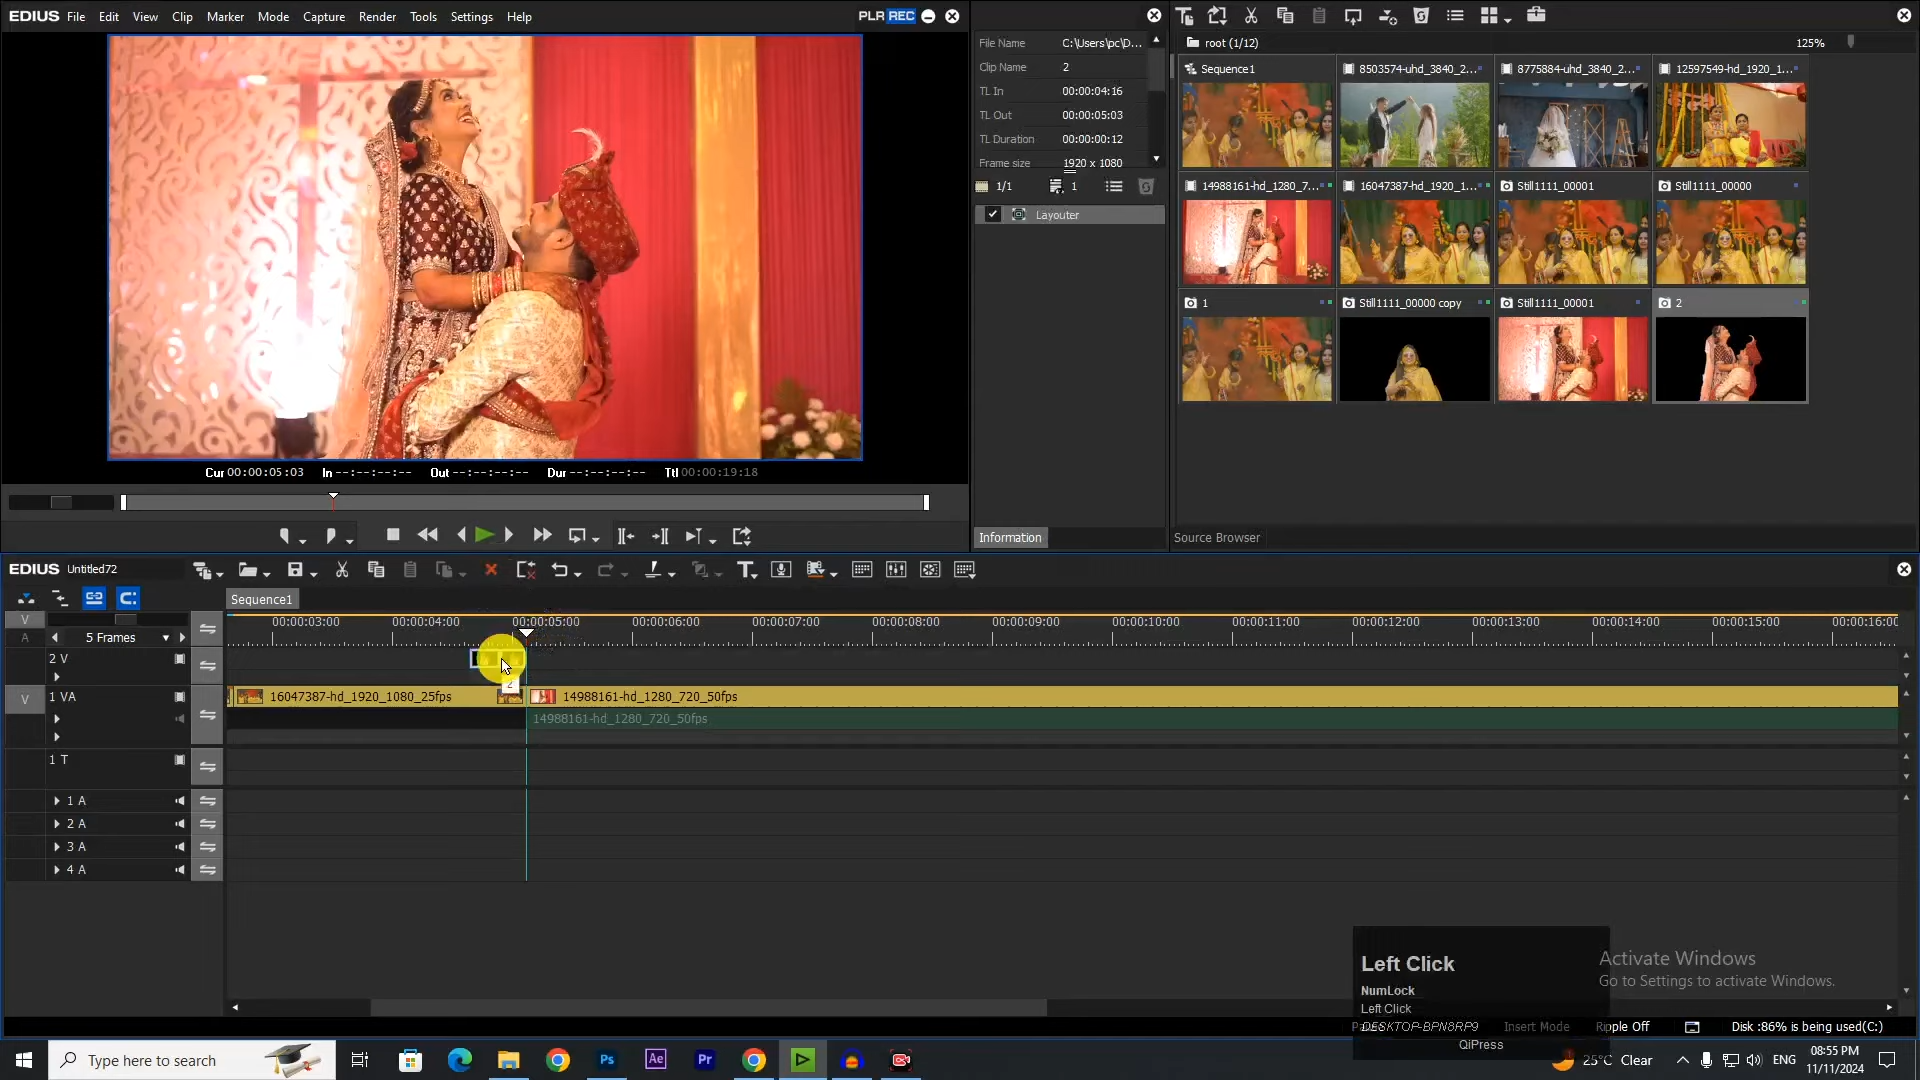 EDIUS File Edit View Clip Marker Mode Capture Render Tools Settings Help
PLR REC
File Name C:\Users\pc\D...
Clip Name 2
TL In 00:00:04:16
TL Out 00:00:05:03
TL Duration 00:00:00:12
Frame size 1920 x 1080
1/1 1
Layouter
Information
root (1/12) 125%
Sequence1 8503574-uhd_3840_2... 8775884-uhd_3840_2... 12597549-hd_1920_1...
14988161-hd_1280_7... 16047387-hd_1920_1... Still1111_00001 Still1111_00000
1 Still1111_00000 copy Still1111_00001 2
Source Browser
Cur 00:00:05:03 In --:--:--:-- Out --:--:--:-- Dur --:--:--:-- Ttl 00:00:19:18
EDIUS Untitled72
Sequence1
V
A 5 Frames
00:00:03:00 00:00:04:00 00:00:05:00 00:00:06:00 00:00:07:00 00:00:08:00 00:00:09:00 00:00:10:00 00:00:11:00 00:00:12:00 00:00:13:00 00:00:14:00 00:00:15:00 00:00:16:00
2 V
2
V 1 VA 16047387-hd_1920_1080_25fps 14988161-hd_1280_720_50fps
14988161-hd_1280_720_50fps
1 T
1 A
2 A
3 A
4 A
Left Click
NumLock
Left Click
DESKTOP-BPN8RP9
QiPress
Activate Windows
Go to Settings to activate Windows.
Insert Mode Ripple Off Disk :86% is being used(C:)
Type here to search
Ps Ae Pr
25°C Clear ENG
08:55 PM
11/11/2024